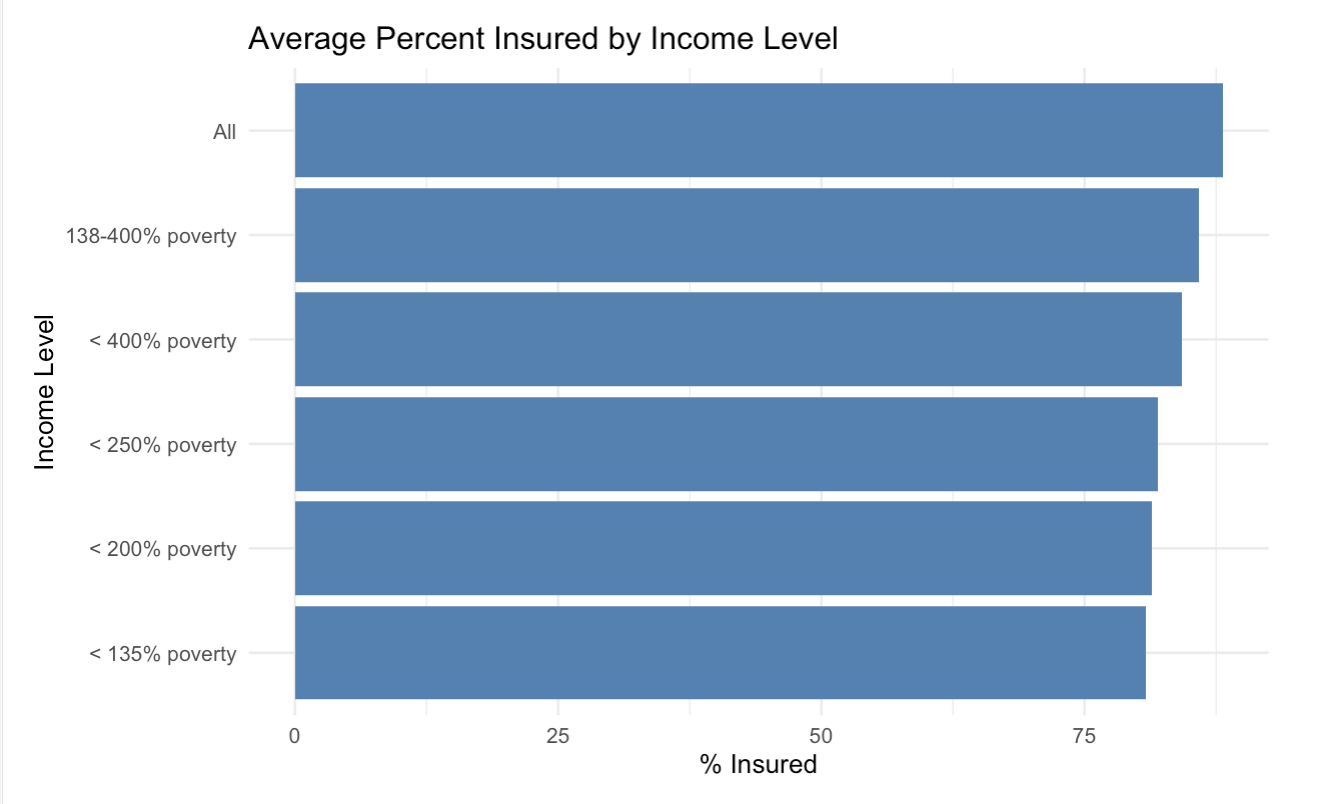 Average Percent Insured by Income Level
All
138-400% poverty
< 400% poverty
< 250% poverty
< 200% poverty
< 135% poverty
Income Level
0 25 50 75
% Insured